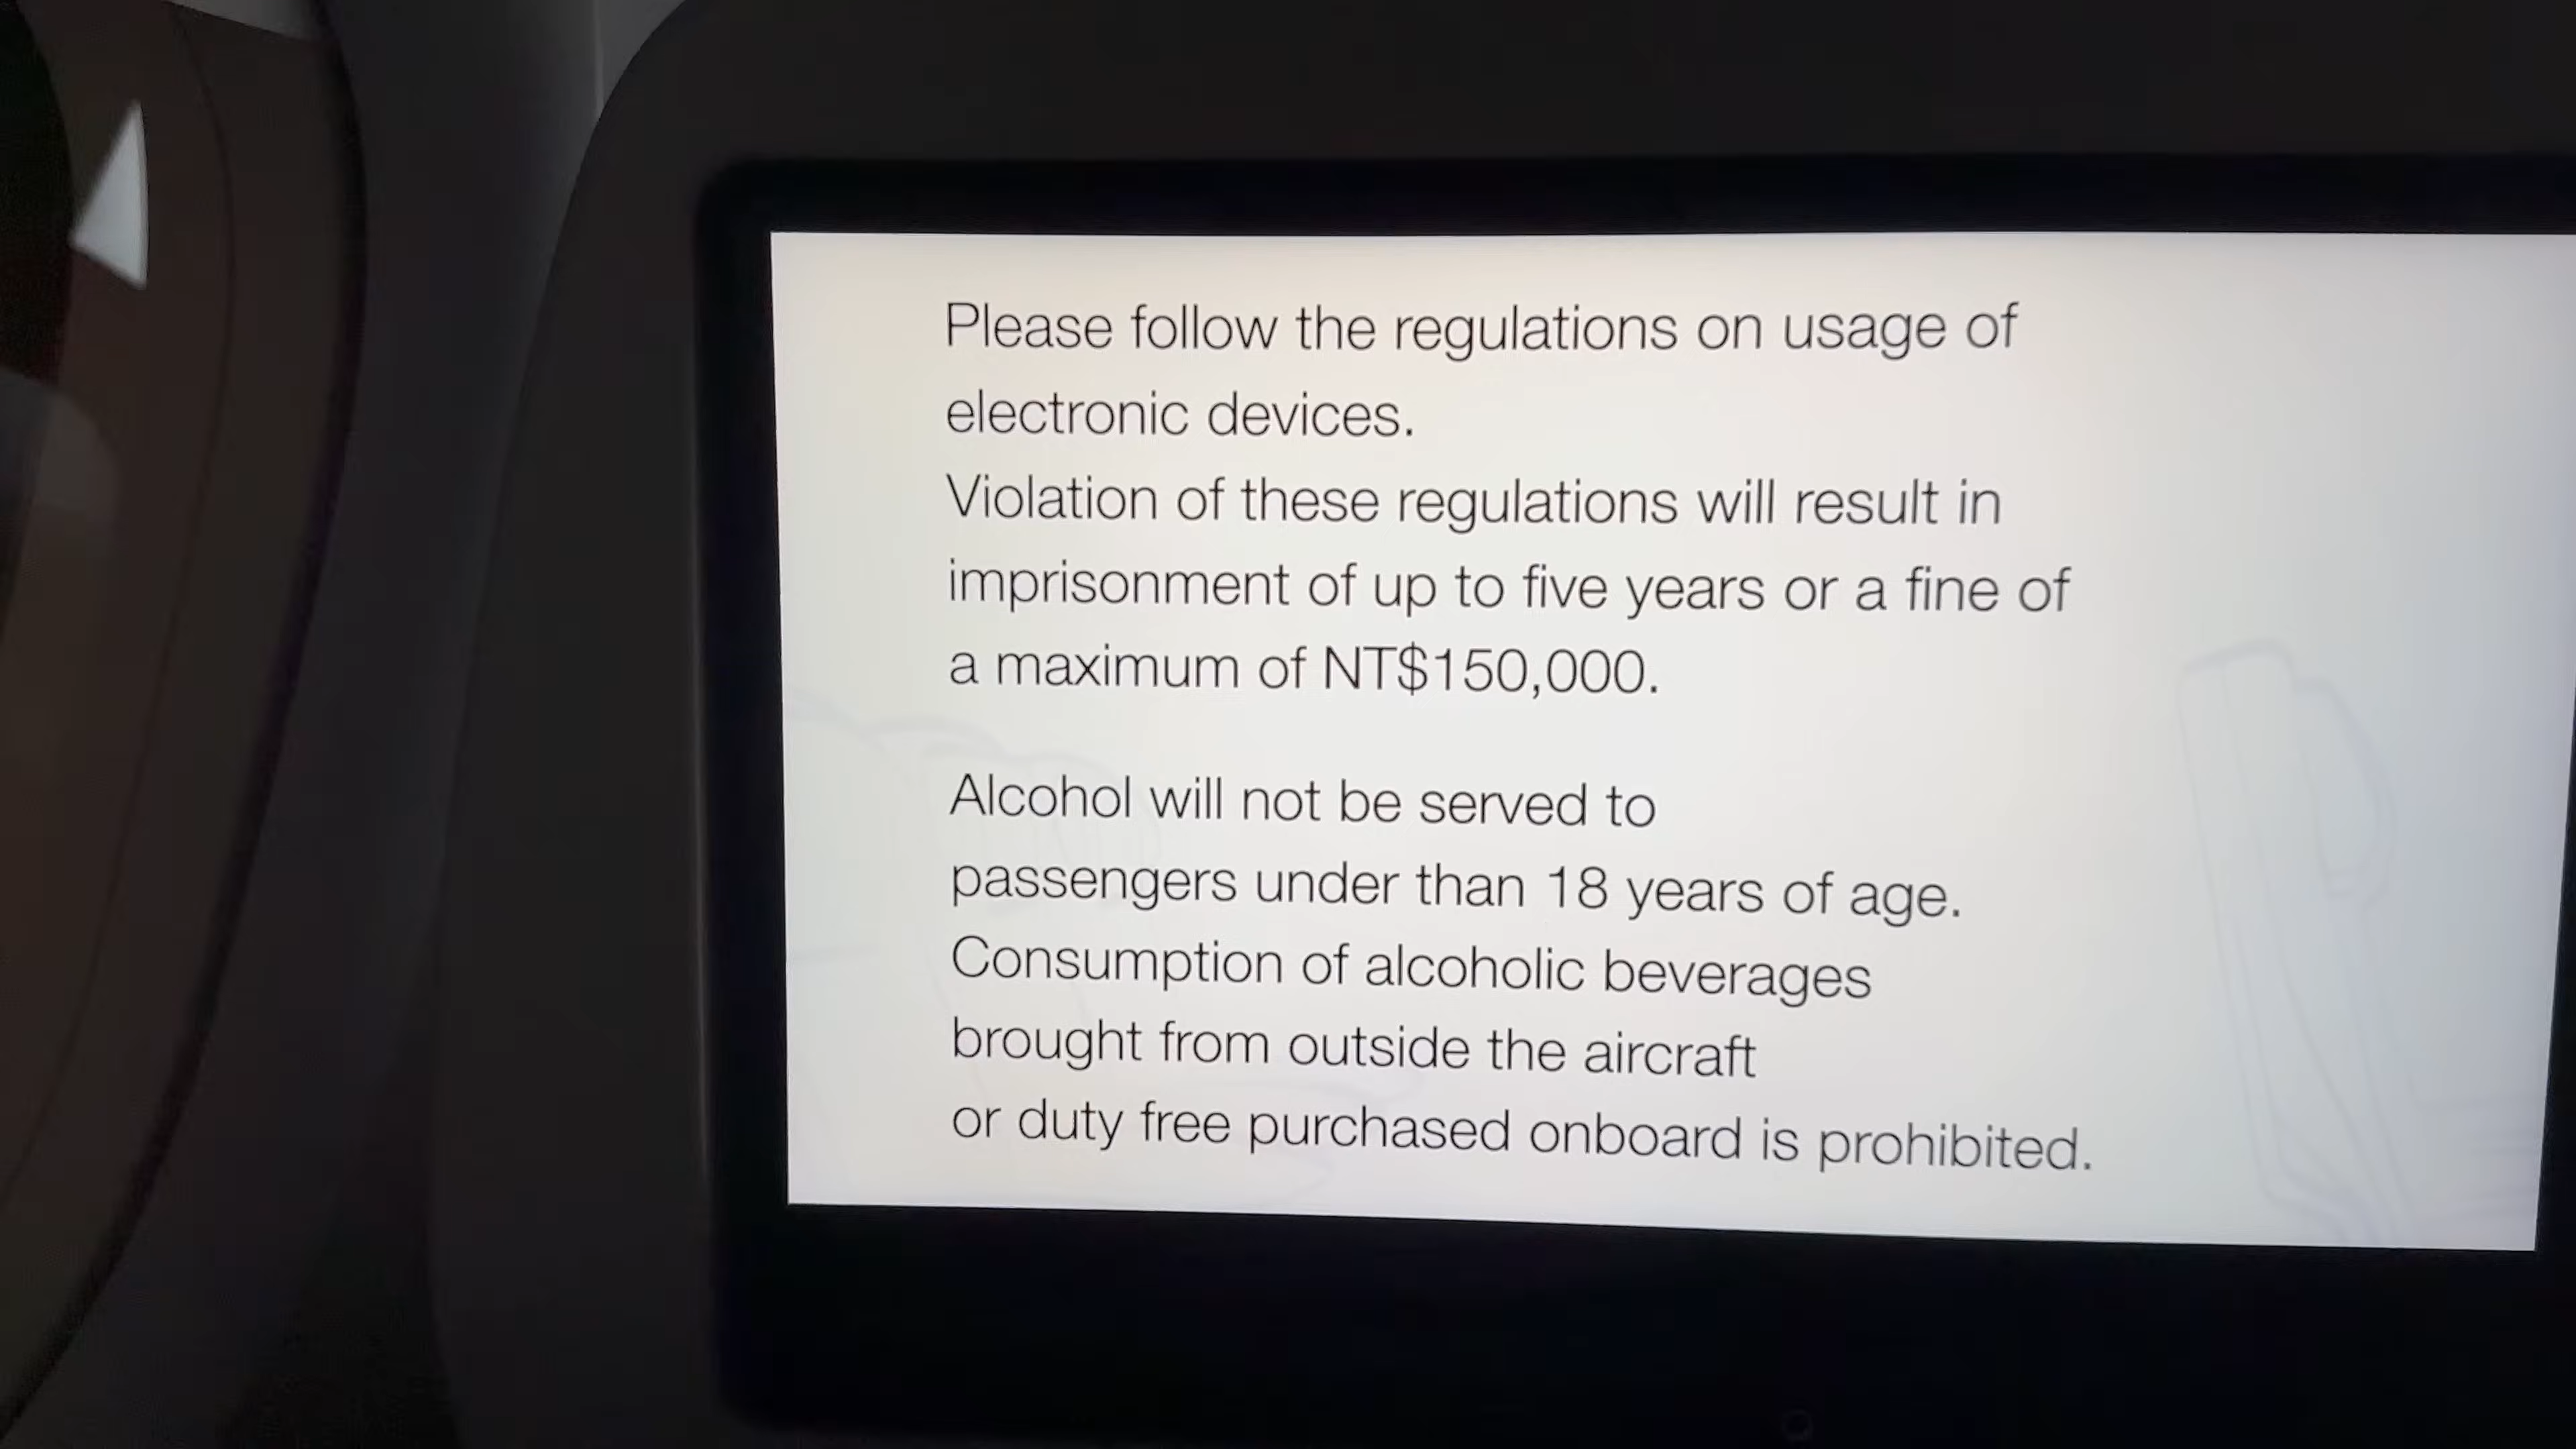 Please follow the regulations on usage of
electronic devices.
Violation of these regulations will result in
imprisonment of up to five years or a fine of
a maximum of NT$150,000.
Alcohol will not be served to
passengers under than 18 years of age.
Consumption of alcoholic beverages
brought from outside the aircraft
or duty free purchased onboard is prohibited.